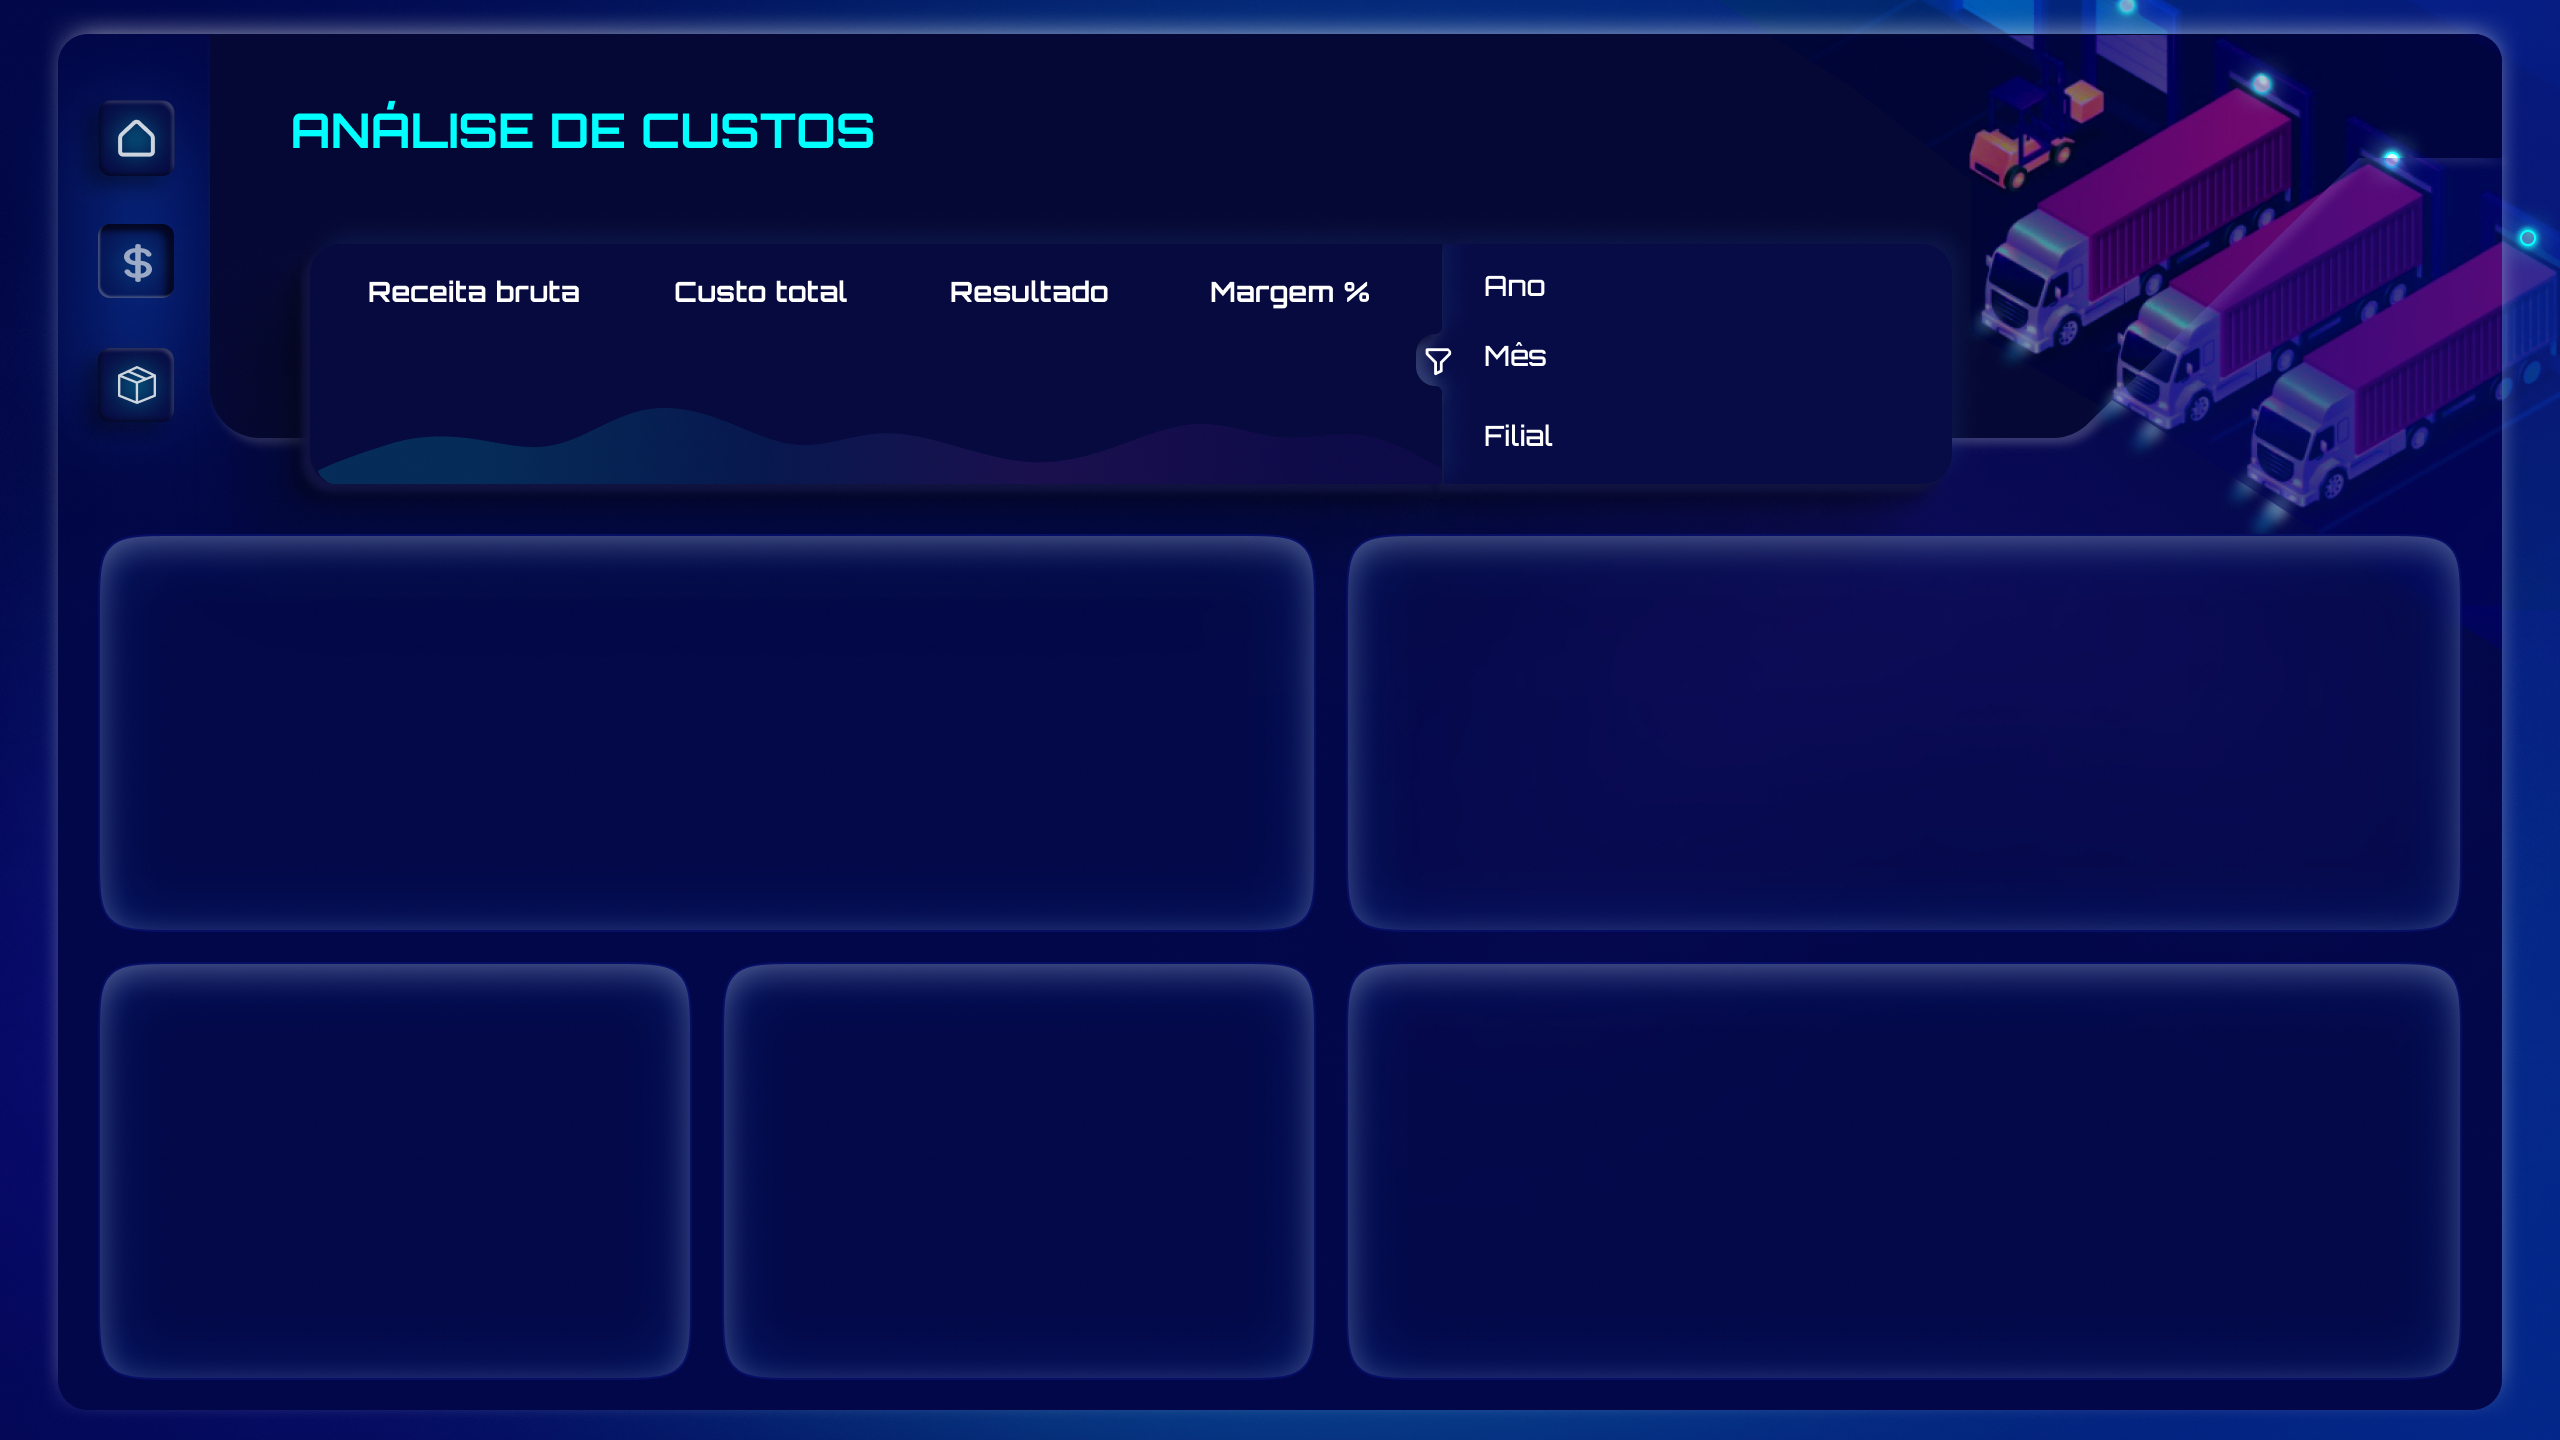 ANÁLISE DE CUSTOS
Receita bruta
Custo total
Resultado
Margem %
Ano
Mês
Filial